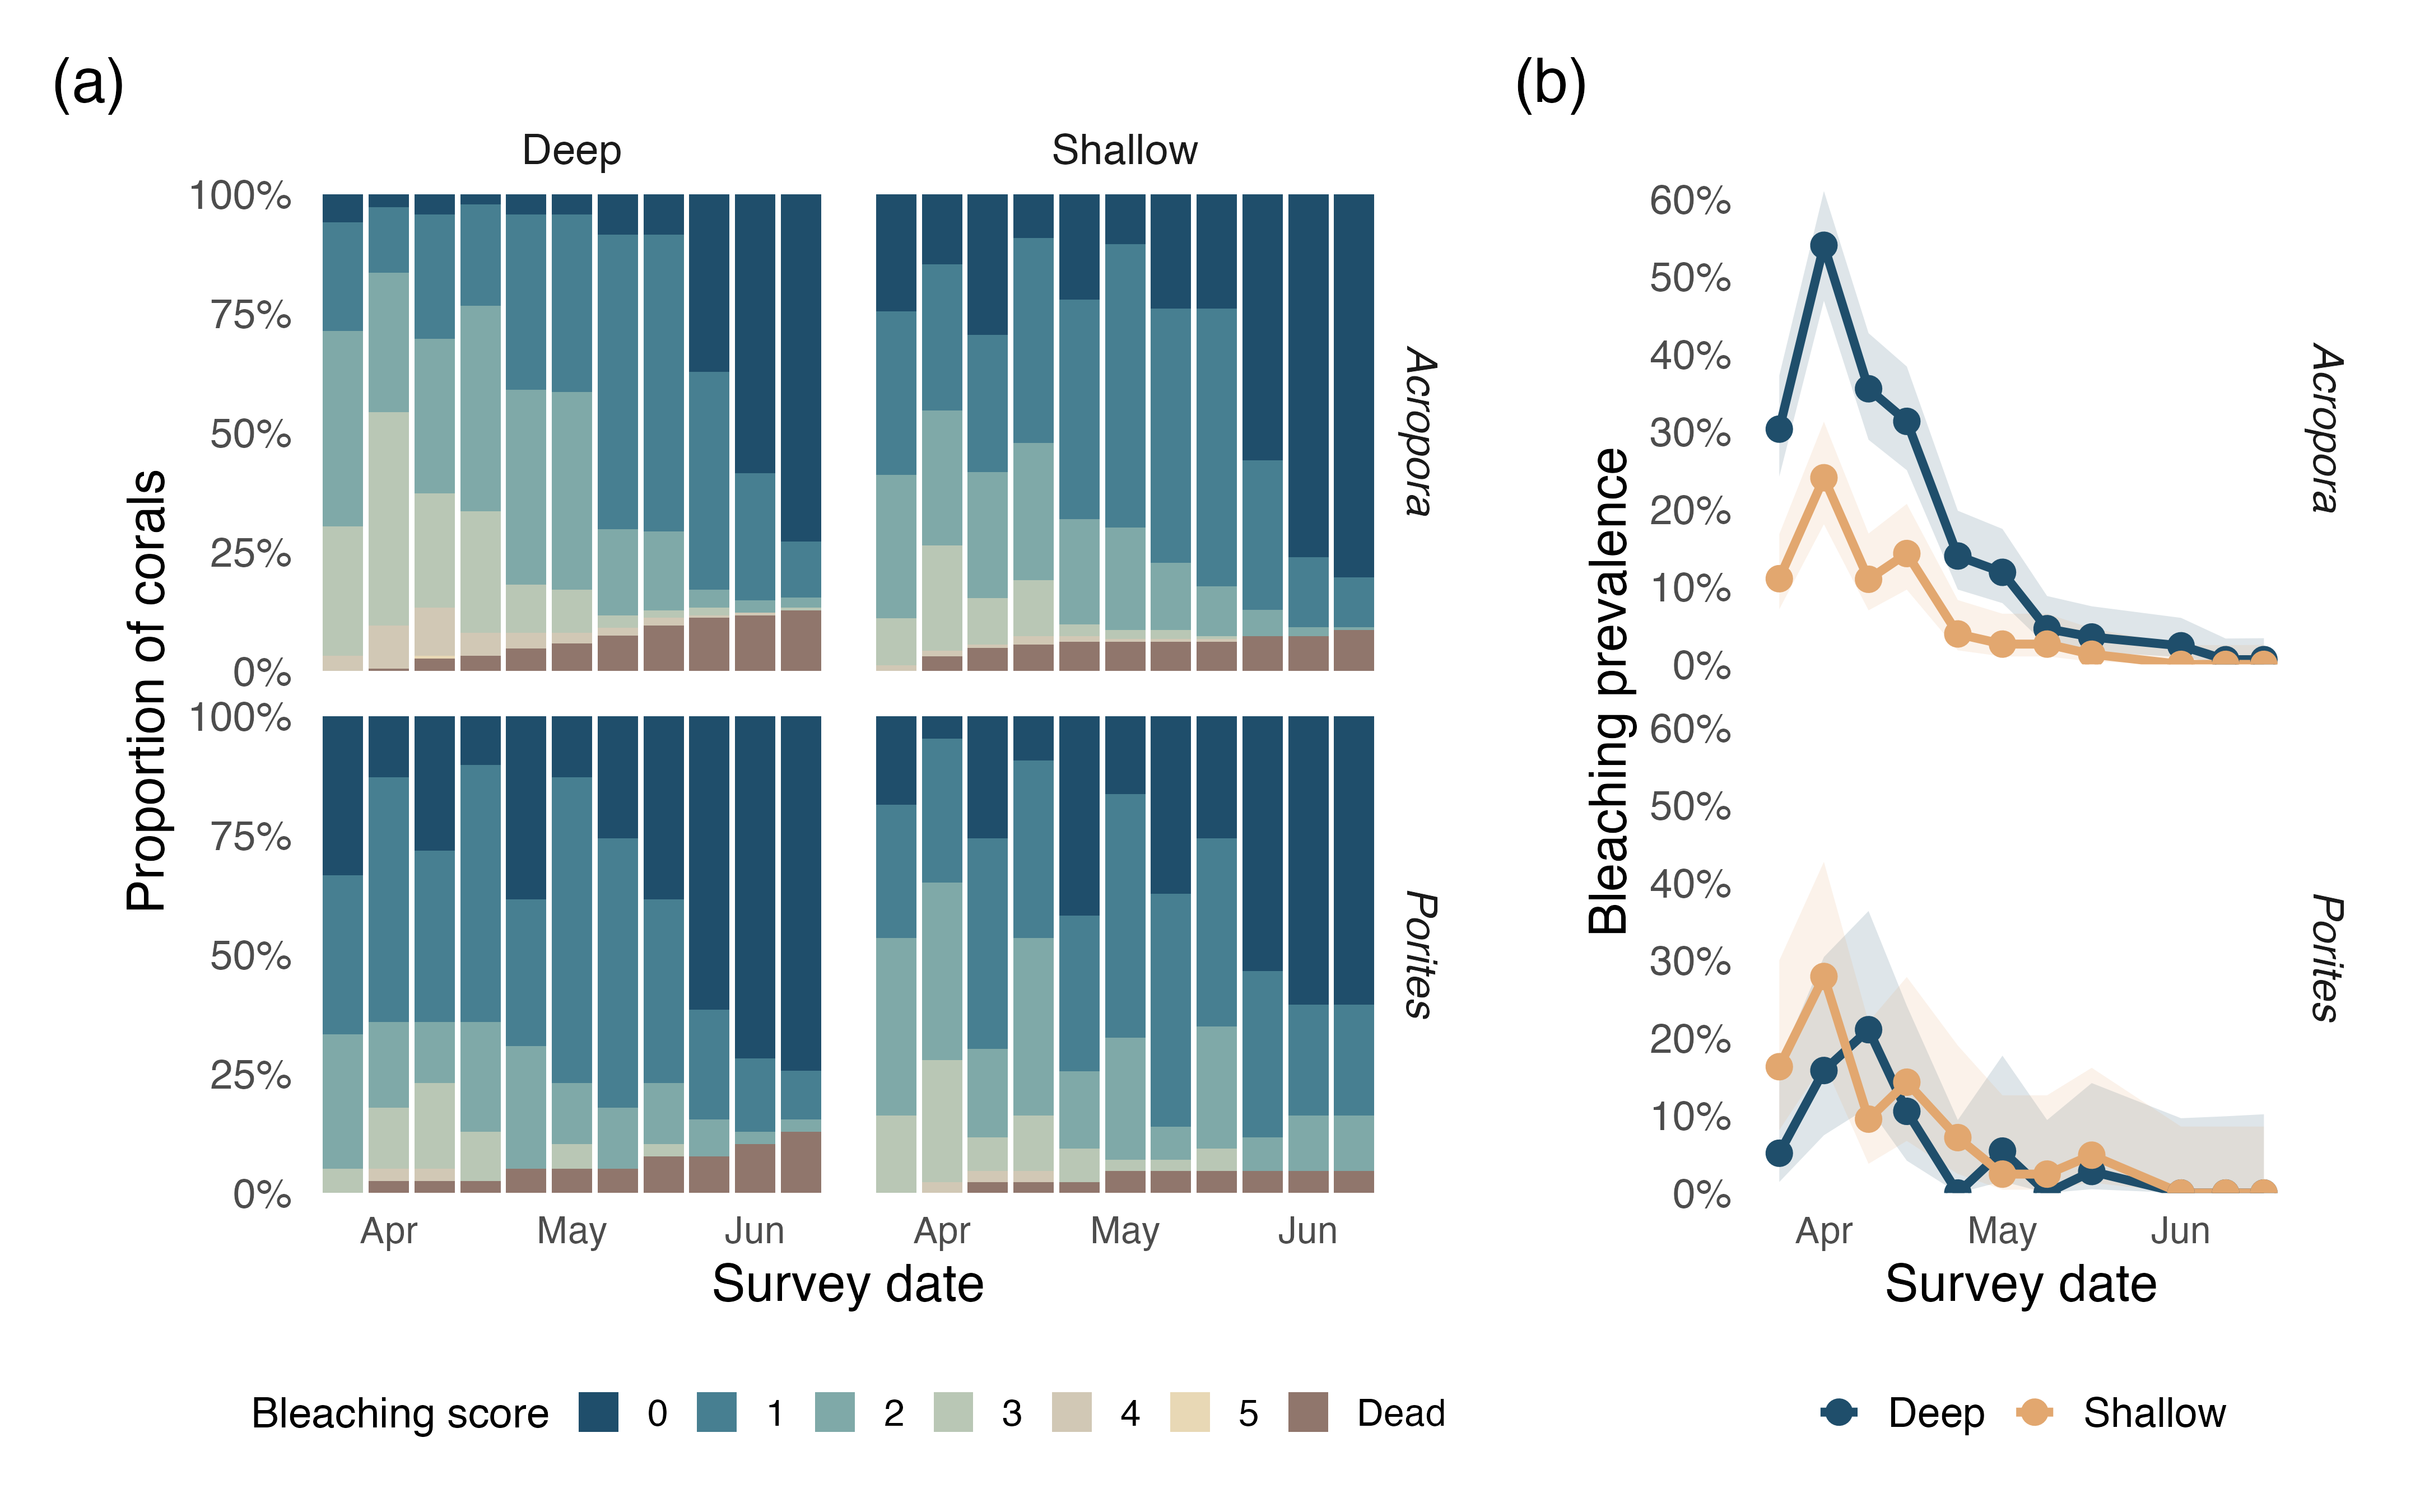 (a)
Deep
Shallow
100%
75%
50%
25%
0%
Acropora
100%
75%
50%
25%
0%
Porites
Proportion of corals
Apr
May
Jun
Apr
May
Jun
Survey date
Bleaching score
0
1
2
3
4
5
Dead
(b)
60%
50%
40%
30%
20%
10%
0%
Acropora
60%
50%
40%
30%
20%
10%
0%
Porites
Bleaching prevalence
Apr
May
Jun
Survey date
Deep
Shallow